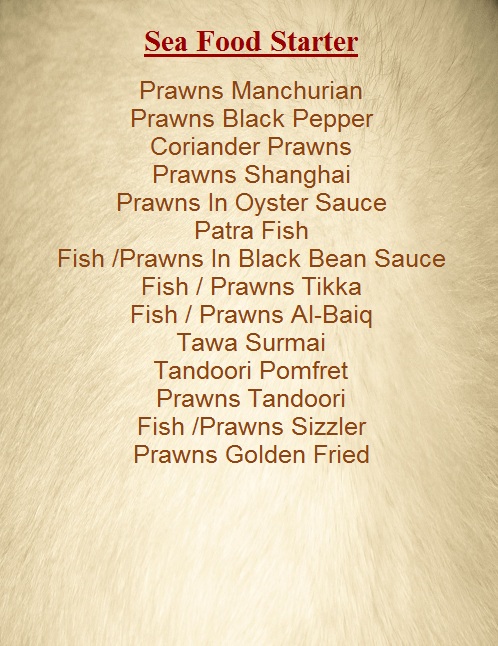 Sea Food Starter
Prawns Manchurian
Prawns Black Pepper
Coriander Prawns
Prawns Shanghai
Prawns In Oyster Sauce
Patra Fish
Fish /Prawns In Black Bean Sauce
Fish / Prawns Tikka
Fish / Prawns Al-Baiq
Tawa Surmai
Tandoori Pomfret
Prawns Tandoori
Fish /Prawns Sizzler
Prawns Golden Fried